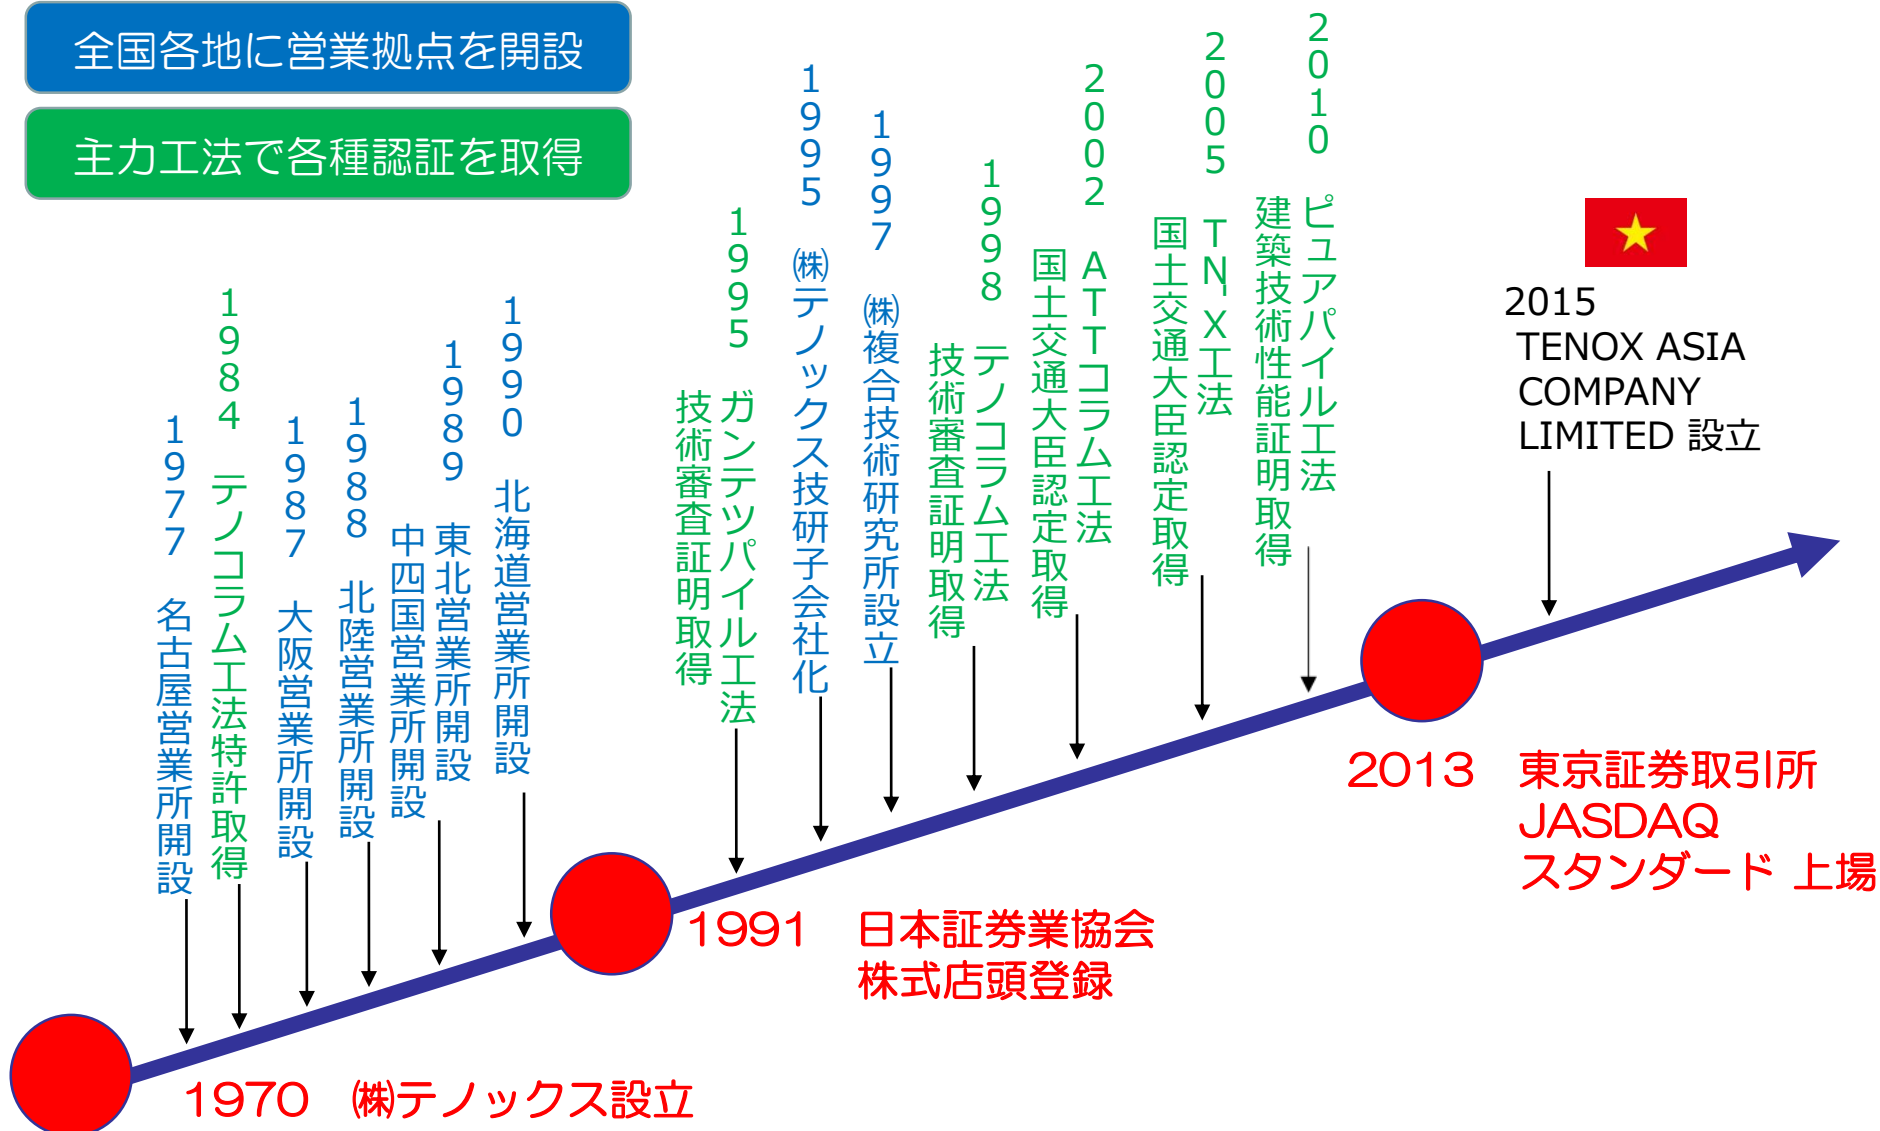 全国各地に営業拠点を開設
主力工法で各種認証を取得
1977 名古屋営業所開設
1984 テノコラム工法特許取得
1987 大阪営業所開設
1988 北陸営業所開設
1989 東北営業所開設
中四国営業所開設
1990 北海道営業所開設
1995 ガンテツパイル工法
技術審査証明取得
1995 ㈱テノックス技研子会社化
1997 ㈱複合技術研究所設立
1998 テノコラム工法
技術審査証明取得
2002 ATTコラム工法
国土交通大臣認定取得
2005 TN-X工法
国土交通大臣認定取得
2010 ピュアパイル工法
建築技術性能証明取得
2015
TENOX ASIA
COMPANY
LIMITED 設立
1970 ㈱テノックス設立
1991 日本証券業協会
株式店頭登録
2013 東京証券取引所
JASDAQ
スタンダード 上場